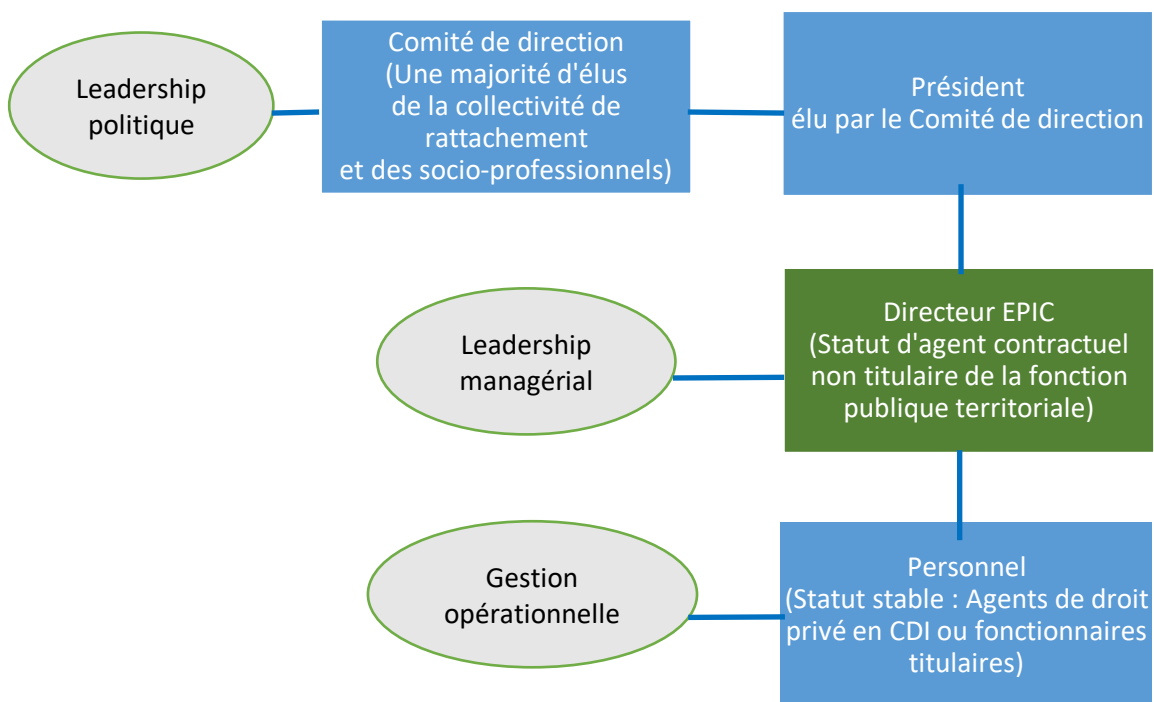 Leadership
politique
Comité de direction
(Une majorité d'élus
de la collectivité de
rattachement
et des socio-professionnels)
Président
élu par le Comité de direction
Leadership
managérial
Directeur EPIC
(Statut d'agent contractuel
non titulaire de la fonction
publique territoriale)
Gestion
opérationnelle
Personnel
(Statut stable : Agents de droit
privé en CDI ou fonctionnaires
titulaires)